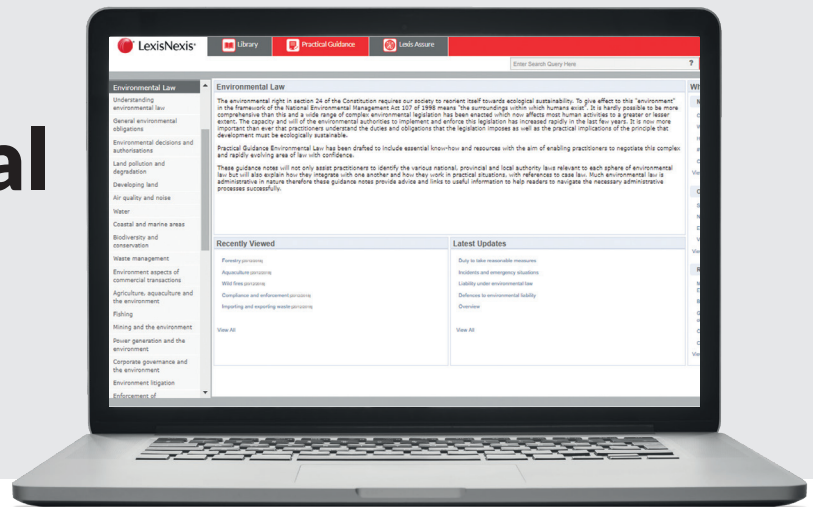 al
LexisNexis®
Library
Practical Guidance
Lexis Assure
Enter Search Query Here
?
Environmental Law
Understanding
environmental law
General environmental
obligations
Environmental decisions and
authorisations
Land pollution and
degradation
Developing land
Air quality and noise
Water
Coastal and marine areas
Biodiversity and
conservation
Waste management
Environment aspects of
commercial transactions
Agriculture, aquaculture and
the environment
Fishing
Mining and the environment
Power generation and the
environment
Corporate governance and
the environment
Environment litigation
Enforcement of
Environmental Law
The environmental right in section 24 of the Constitution requires our society to reorient itself towards ecological sustainability. To give effect to this "environment"
in the framework of the National Environmental Management Act 107 of 1998 means "the surroundings within which humans exist". It is hardly possible to be more
comprehensive than this and a wide range of complex environmental legislation has been enacted which now affects most human activities to a greater or lesser
extent. The capacity and will of the environmental authorities to implement and enforce this legislation has increased rapidly in the last few years. It is now more
important than ever that practitioners understand the duties and obligations that the legislation imposes as well as the practical implications of the principle that
development must be ecologically sustainable.
Practical Guidance Environmental Law has been drafted to include essential know-how and resources with the aim of enabling practitioners to negotiate this complex
and rapidly evolving area of law with confidence.
These guidance notes will not only assist practitioners to identify the various national, provincial and local authority laws relevant to each sphere of environmental
law but will also explain how they integrate with one another and how they work in practical situations, with references to case law. Much environmental law is
administrative in nature therefore these guidance notes provide advice and links to useful information to help readers to navigate the necessary administrative
processes successfully.
Recently Viewed
Forestry
Aquaculture
Wild fires
Compliance and enforcement
Importing and exporting waste
View All
Latest Updates
Duty to take reasonable measures
Incidents and emergency situations
Liability under environmental law
Defences to environmental liability
Overview
View All